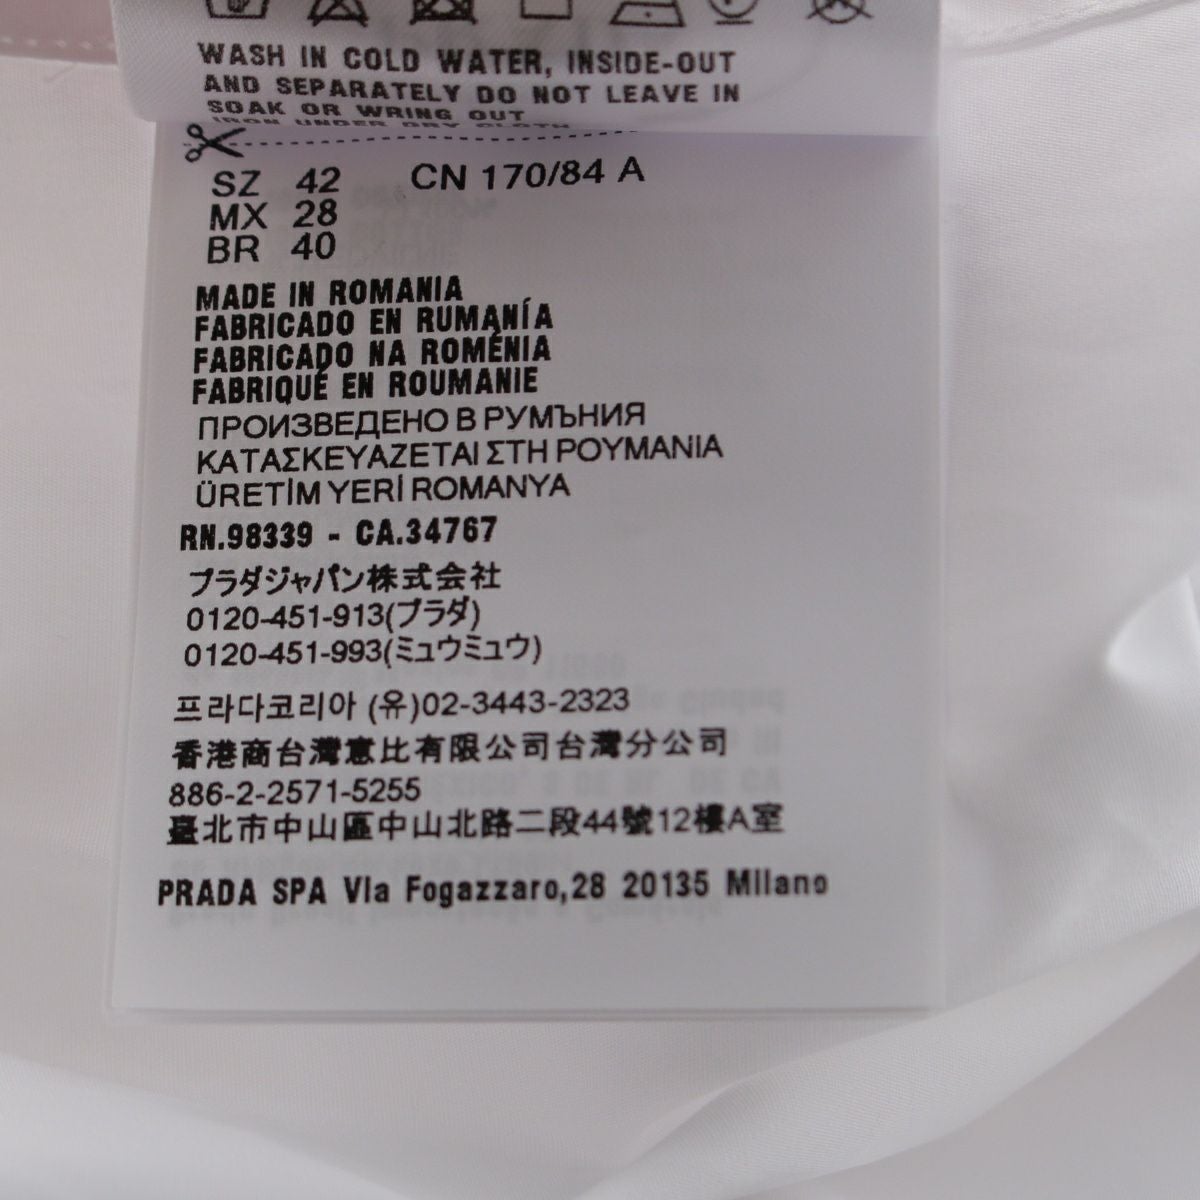 WASH IN COLD WATER, INSIDE-OUT
AND SEPARATELY DO NOT LEAVE IN
SOAK OR WRING OUT
IRON UNDER DRY CLOTH
SZ 42 CN 170/84 A
MX 28
BR 40
MADE IN ROMANIA
FABRICADO EN RUMANÍA
FABRICADO NA ROMÉNIA
FABRIQUÉ EN ROUMANIE
ПРОИЗВЕДЕНО В РУМЪНИЯ
ΚΑΤΑΣΚΕΥΑΖΕΤΑΙ ΣΤΗ ΡΟΥΜΑΝΙΑ
ÜRETİM YERİ ROMANYA
RN.98339 - CA.34767
プラダジャパン株式会社
0120-451-913(プラダ)
0120-451-993(ミュウミュウ)
프라다코리아 (유)02-3443-2323
香港商台灣意比有限公司台灣分公司
886-2-2571-5255
臺北市中山區中山北路二段44號12樓A室
PRADA SPA Via Fogazzaro,28 20135 Milano